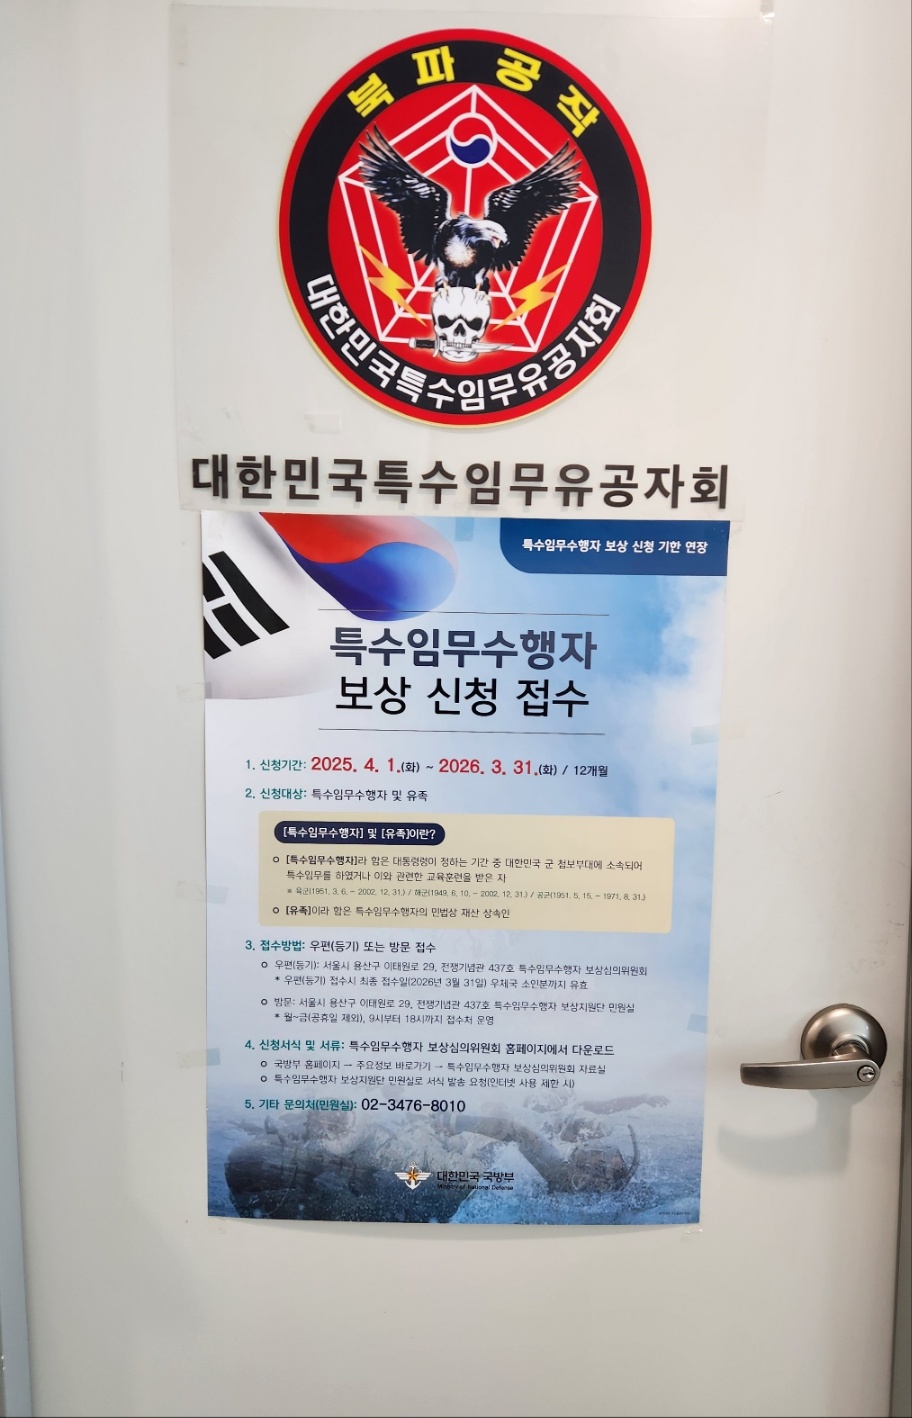 북파공작
대한민국특수임무유공자회
대한민국특수임무유공자회
특수임무수행자 보상 신청 기한 연장
특수임무수행자
보상 신청 접수
1. 신청기간: 2025. 4. 1.(화) ~ 2026. 3. 31.(화) / 12개월
2. 신청대상: 특수임무수행자 및 유족
[특수임무수행자] 및 [유족]이란?
o [특수임무수행자]라 함은 대통령령이 정하는 기간 중 대한민국 군 첩보부대에 소속되어
특수임무를 하였거나 이와 관련한 교육훈련을 받은 자
※ 육군(1951. 3. 6. ~ 2002. 12. 31.) / 해군(1949. 6. 10. ~ 2002. 12. 31.) / 공군(1951. 5. 15. ~ 1971. 8. 31.)
o [유족]이라 함은 특수임무수행자의 민법상 재산 상속인
3. 접수방법: 우편(등기) 또는 방문 접수
o 우편(등기): 서울시 용산구 이태원로 29, 전쟁기념관 437호 특수임무수행자 보상심의위원회
* 우편(등기) 접수시 최종 접수일(2026년 3월 31일) 우체국 소인분까지 유효
o 방문: 서울시 용산구 이태원로 29, 전쟁기념관 437호 특수임무수행자 보상지원단 민원실
* 월~금(공휴일 제외), 9시부터 18시까지 접수처 운영
4. 신청서식 및 서류: 특수임무수행자 보상심의위원회 홈페이지에서 다운로드
o 국방부 홈페이지 → 주요정보 바로가기 → 특수임무수행자 보상심의위원회 자료실
o 특수임무수행자 보상지원단 민원실로 서식 발송 요청(인터넷 사용 제한 시)
5. 기타 문의처(민원실): 02-3476-8010
대한민국 국방부
Ministry of National Defense